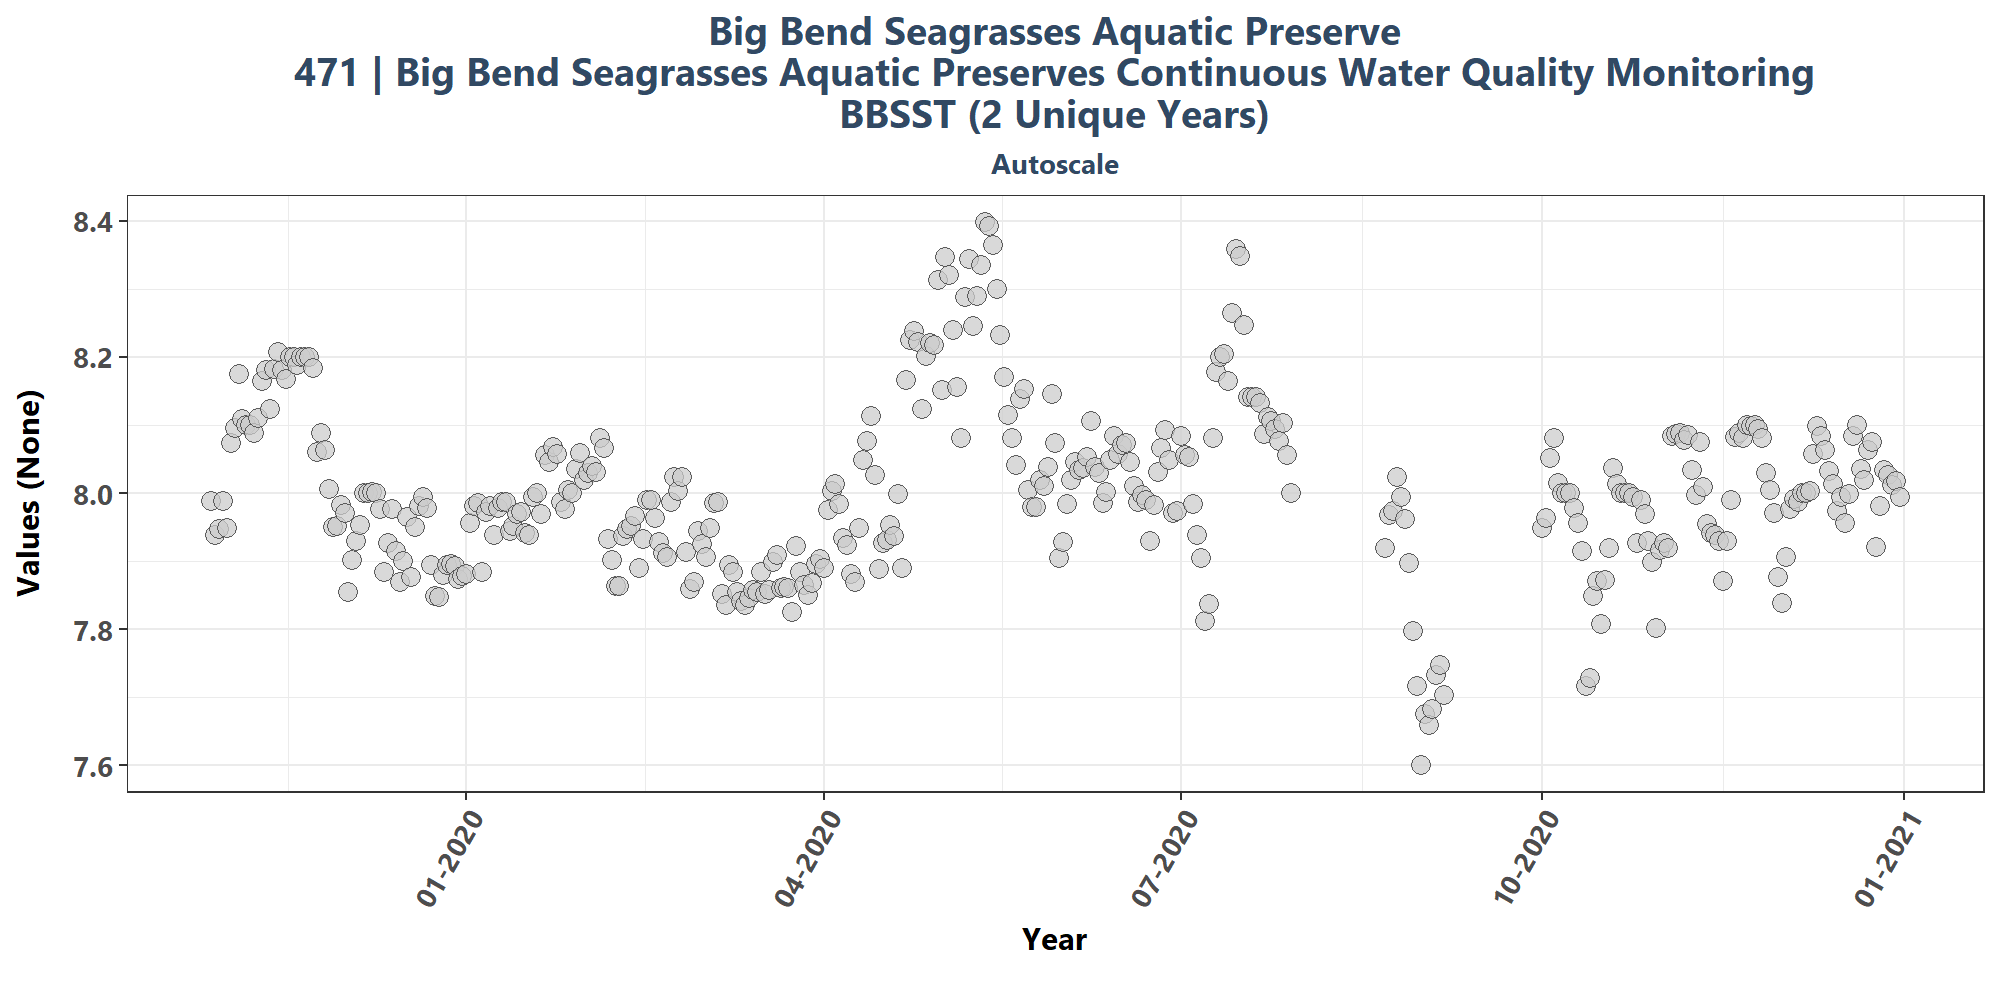 Big Bend Seagrasses Aquatic Preserve
471 | Big Bend Seagrasses Aquatic Preserves Continuous Water Quality Monitoring
BBSST (2 Unique Years)
Autoscale
Values (None)
8.4
8.2
8.0
7.8
7.6
01-2020
04-2020
07-2020
10-2020
01-2021
Year